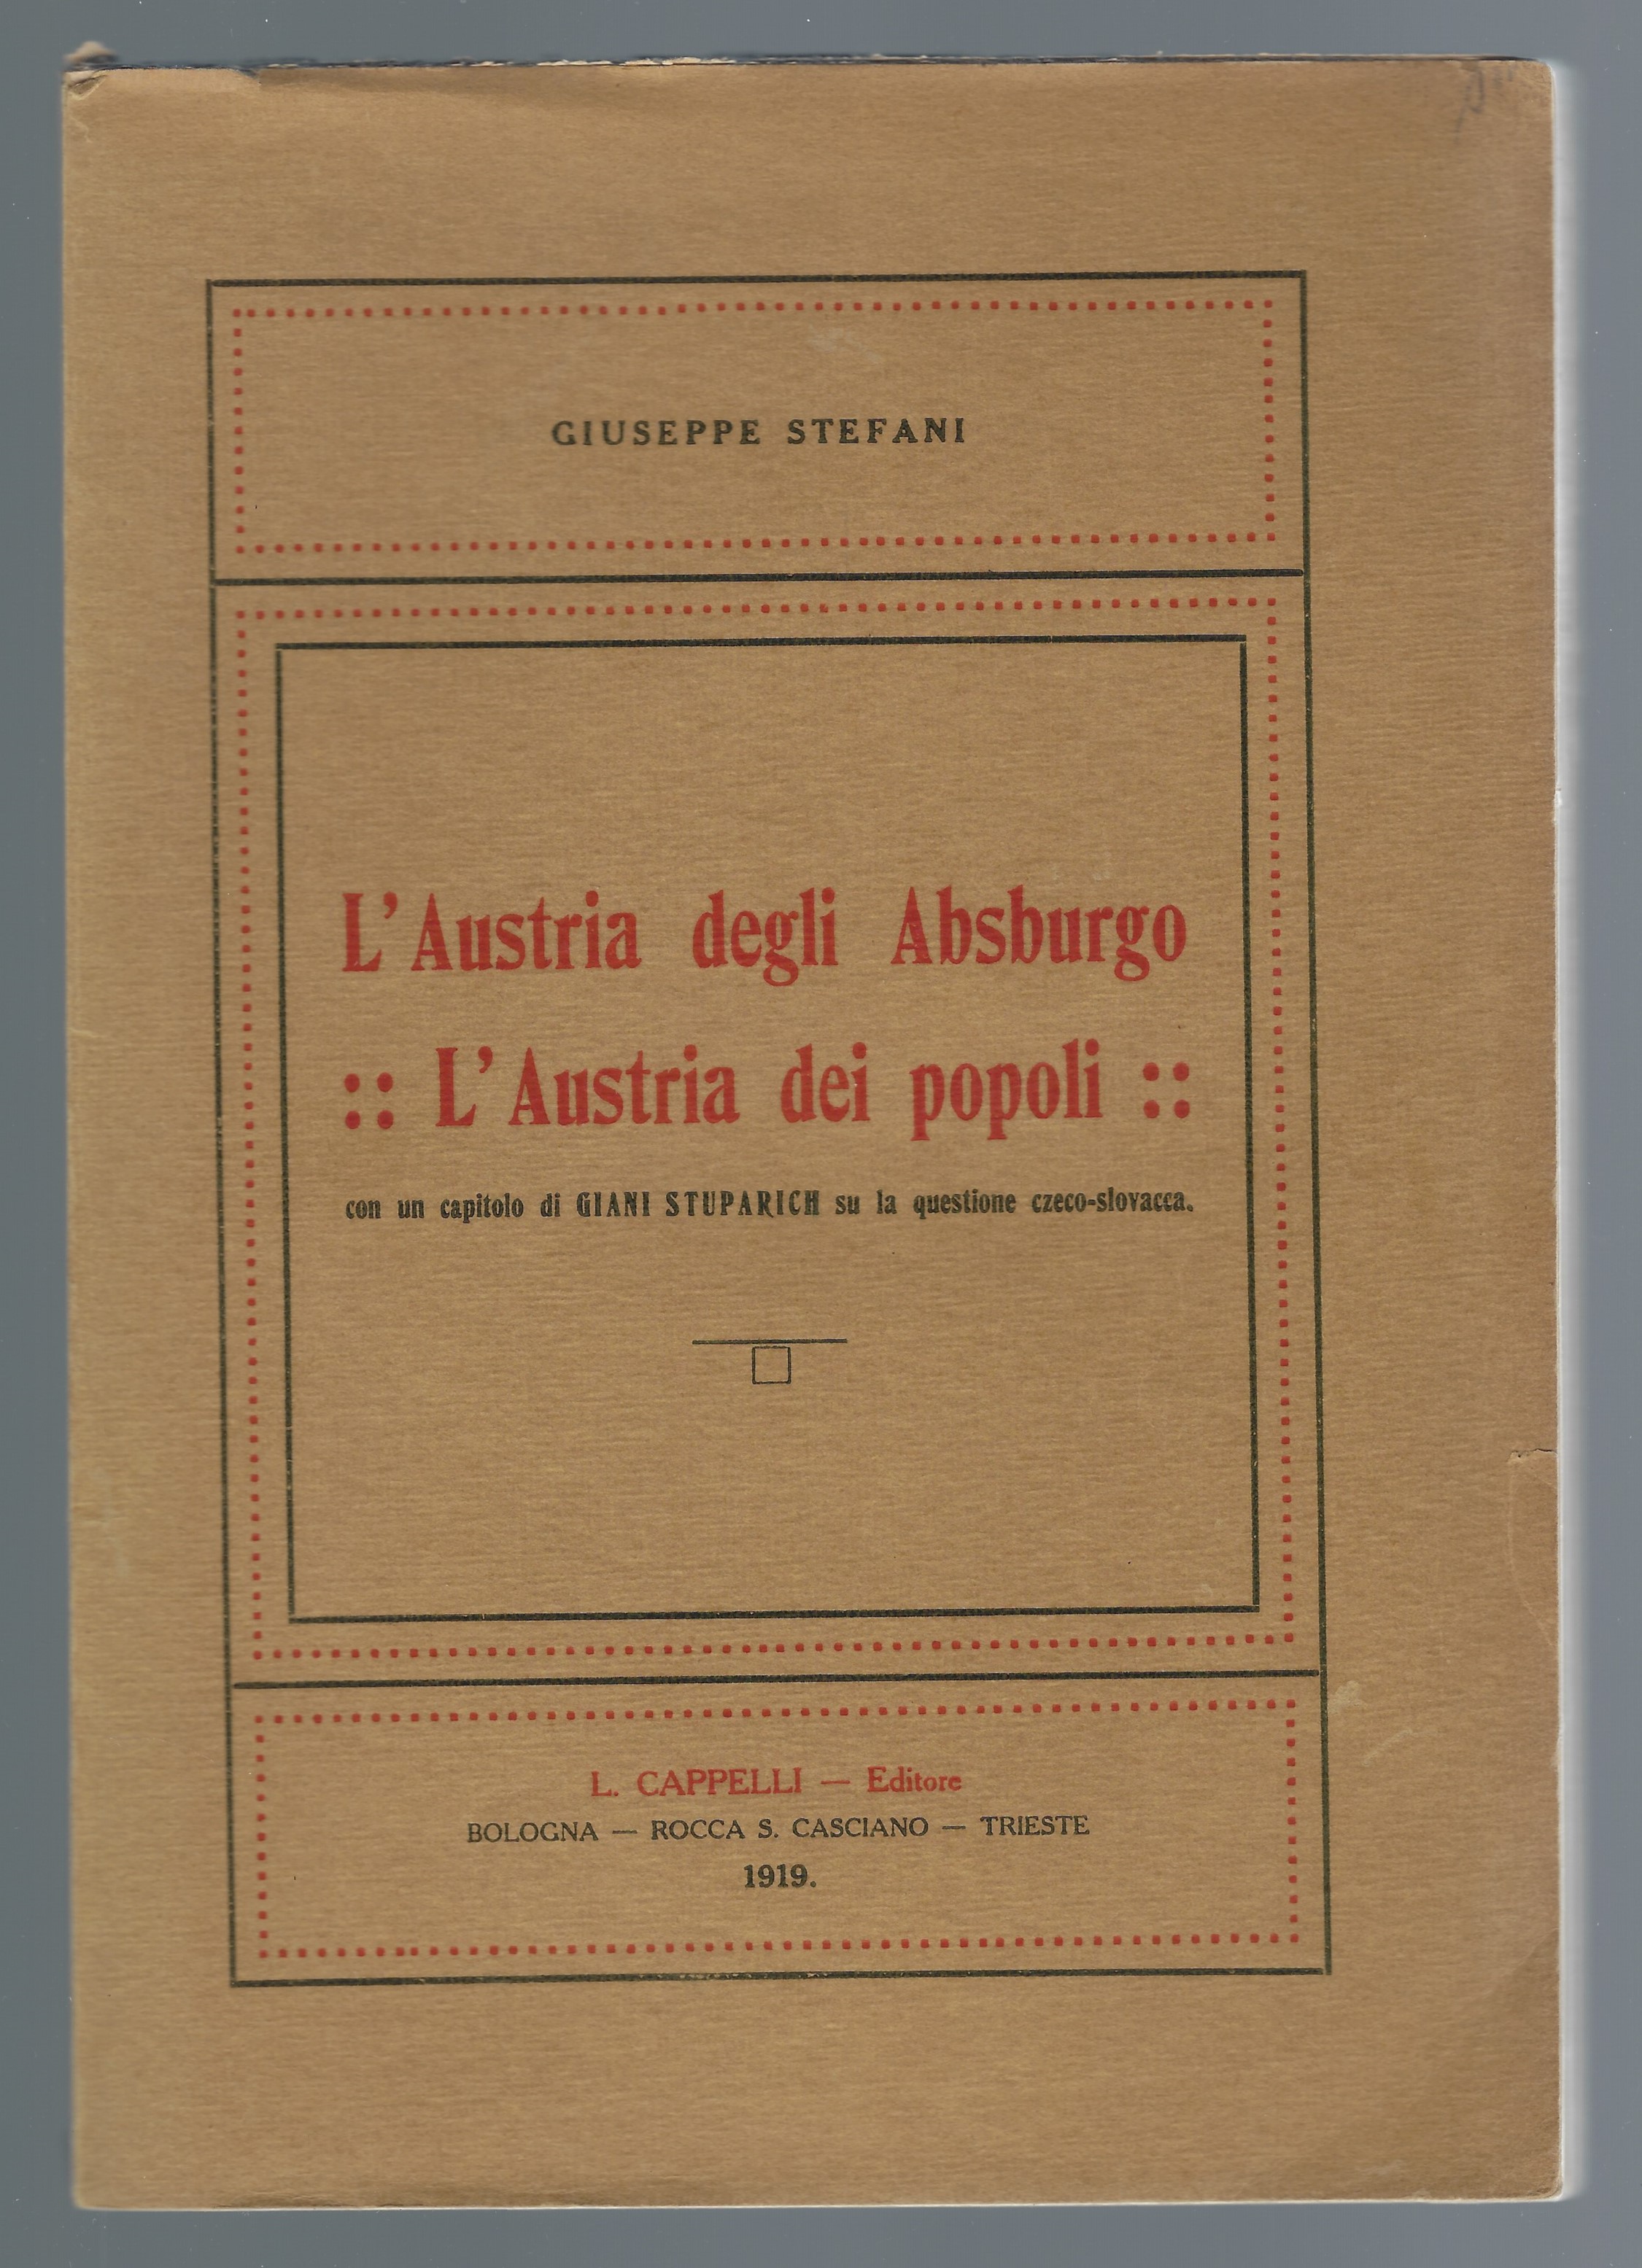 GIUSEPPE STEFANI
L'Austria degli Absburgo
:: L'Austria dei popoli ::
con un capitolo di GIANI STUPARICH su la questione czeco-slovacca.
L. CAPPELLI — Editore
BOLOGNA — ROCCA S. CASCIANO — TRIESTE
1919.